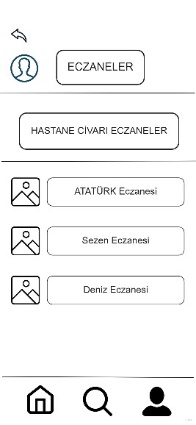 ECZANELER
HASTANE CİVARI ECZANELER
ATATÜRK Eczanesi
Sezen Eczanesi
Deniz Eczanesi